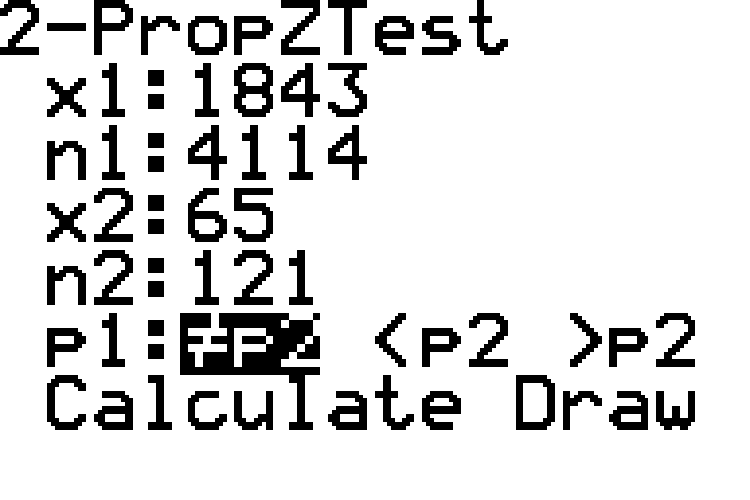 2-PropZTest
x1:1843
n1:4114
x2:65
n2:121
p1: <p2 >p2
Calculate Draw